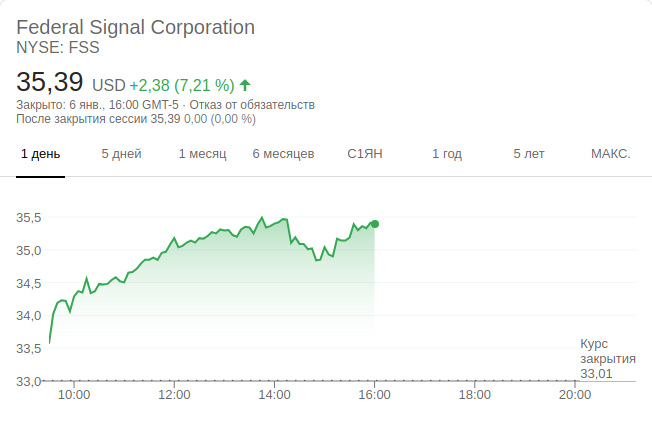 Federal Signal Corporation
NYSE: FSS
35,39 USD +2,38 (7,21 %)
Закрыто: 6 янв., 16:00 GMT-5 · Отказ от обязательств
После закрытия сессии 35,39 0,00 (0,00 %)
1 день 5 дней 1 месяц 6 месяцев С1ЯН 1 год 5 лет МАКС.
35,5
35,0
34,5
34,0
33,5
33,0
Курс
закрытия
33,01
10:00 12:00 14:00 16:00 18:00 20:00